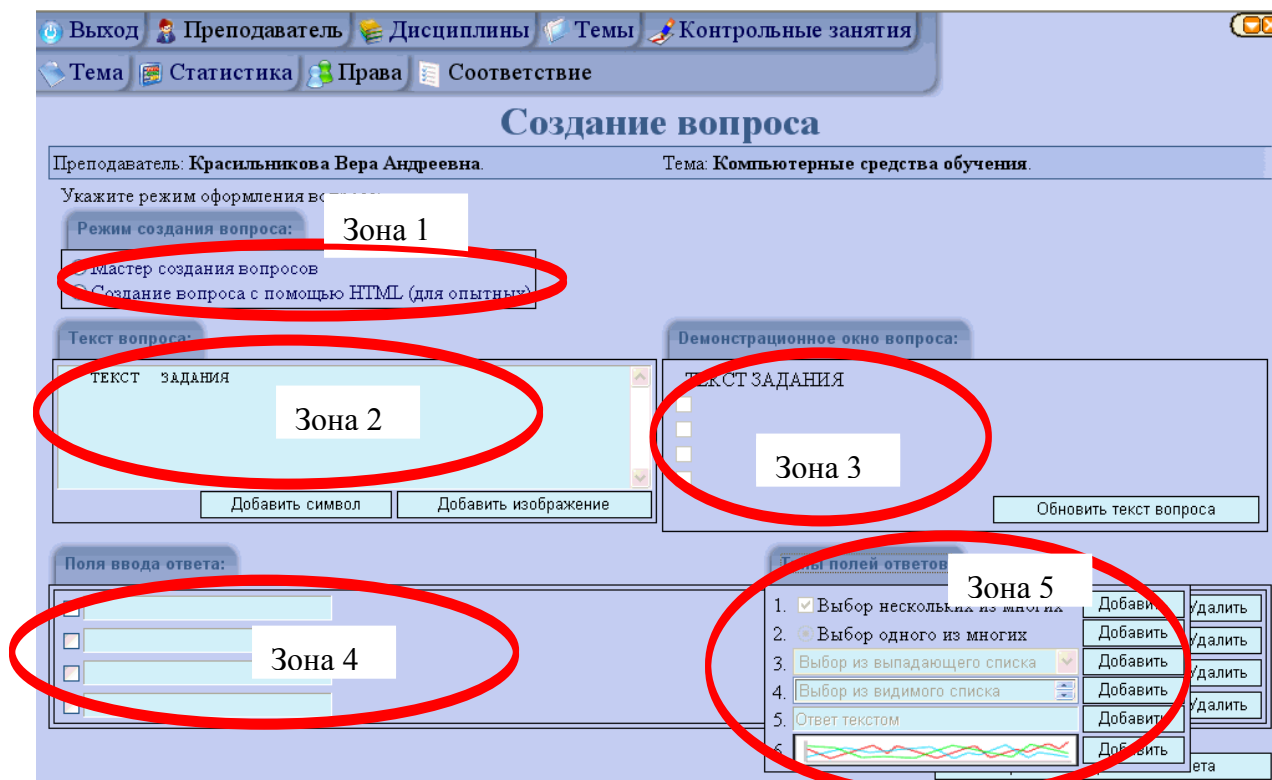 Выход Преподаватель Дисциплины Темы Контрольные занятия
Тема Статистика Права Соответствие
Создание вопроса
Преподаватель: Красильникова Вера Андреевна. Тема: Компьютерные средства обучения.
Укажите режим оформления
Зона 1
Режим создания вопроса:
Мастер создания вопросов
Создание вопроса с помощью HTML (для опытных)
Текст вопроса: Демонстрационное окно вопроса:
ТЕКСТ ЗАДАНИЯ ТЕКСТ ЗАДАНИЯ
Зона 2
Зона 3
Добавить символ Добавить изображение Обновить текст вопроса
Поля ввода ответа: Типы полей ответов
Зона 5
1. Выбор нескольких из многих Добавить Удалить
2. Выбор одного из многих Добавить Удалить
Зона 4
3. Выбор из выпадающего списка Добавить Удалить
4. Выбор из видимого списка Добавить Удалить
5. Ответ текстом Добавить
6. Добавить